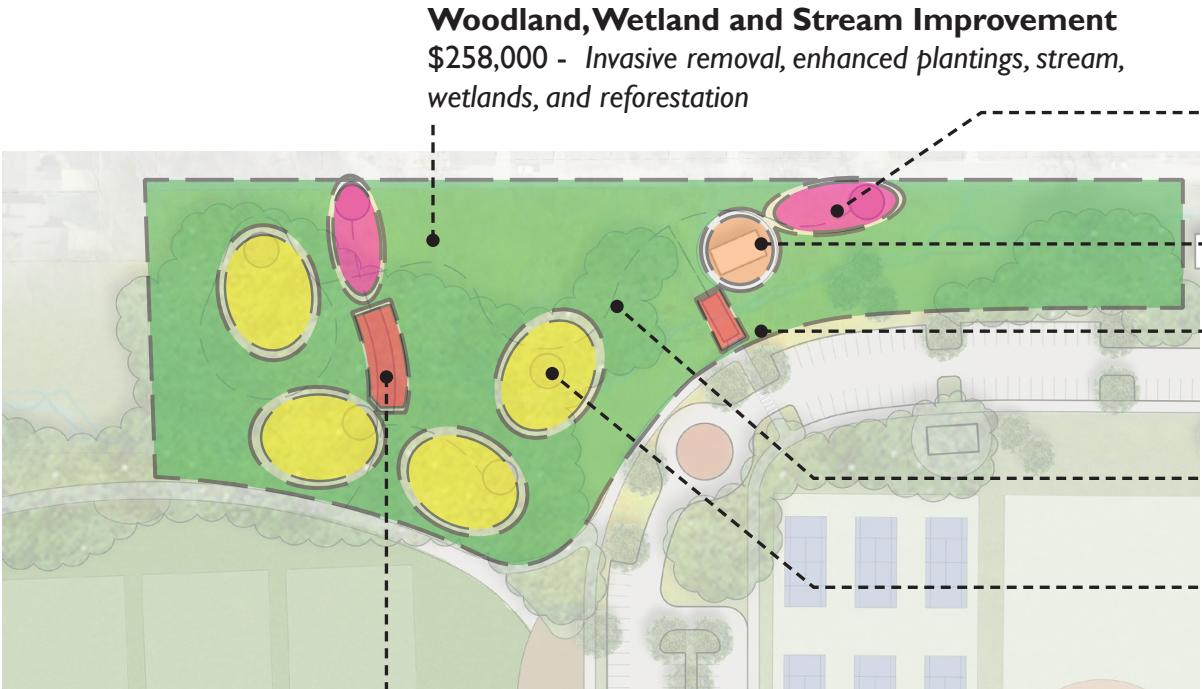 Woodland, Wetland and Stream Improvement
$258,000 - Invasive removal, enhanced plantings, stream,
wetlands, and reforestation